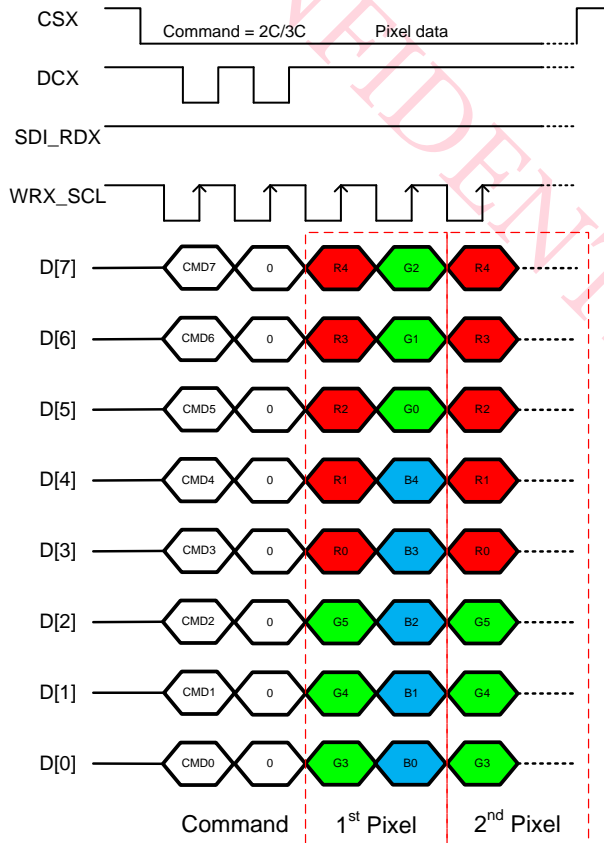 CSX
Command = 2C/3C Pixel data
DCX
SDI_RDX
WRX_SCL
D[7] CMD7 0 R4 G2 R4
D[6] CMD6 0 R3 G1 R3
D[5] CMD5 0 R2 G0 R2
D[4] CMD4 0 R1 B4 R1
D[3] CMD3 0 R0 B3 R0
D[2] CMD2 0 G5 B2 G5
D[1] CMD1 0 G4 B1 G4
D[0] CMD0 0 G3 B0 G3
Command 1st Pixel 2nd Pixel